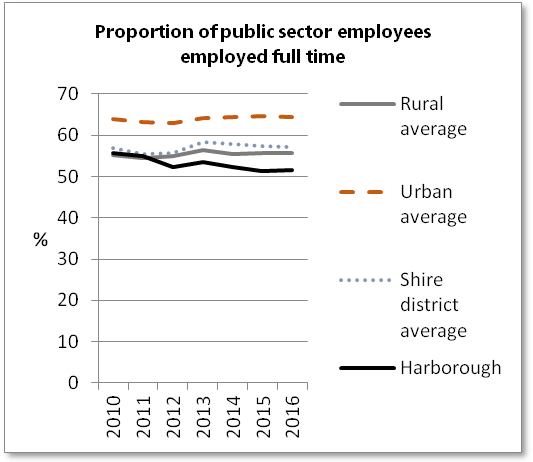 Proportion of public sector employees
employed full time
70
60
50
40
30
20
10
0
%
2010
2011
2012
2013
2014
2015
2016
Rural
average
Urban
average
Shire
district
average
Harborough